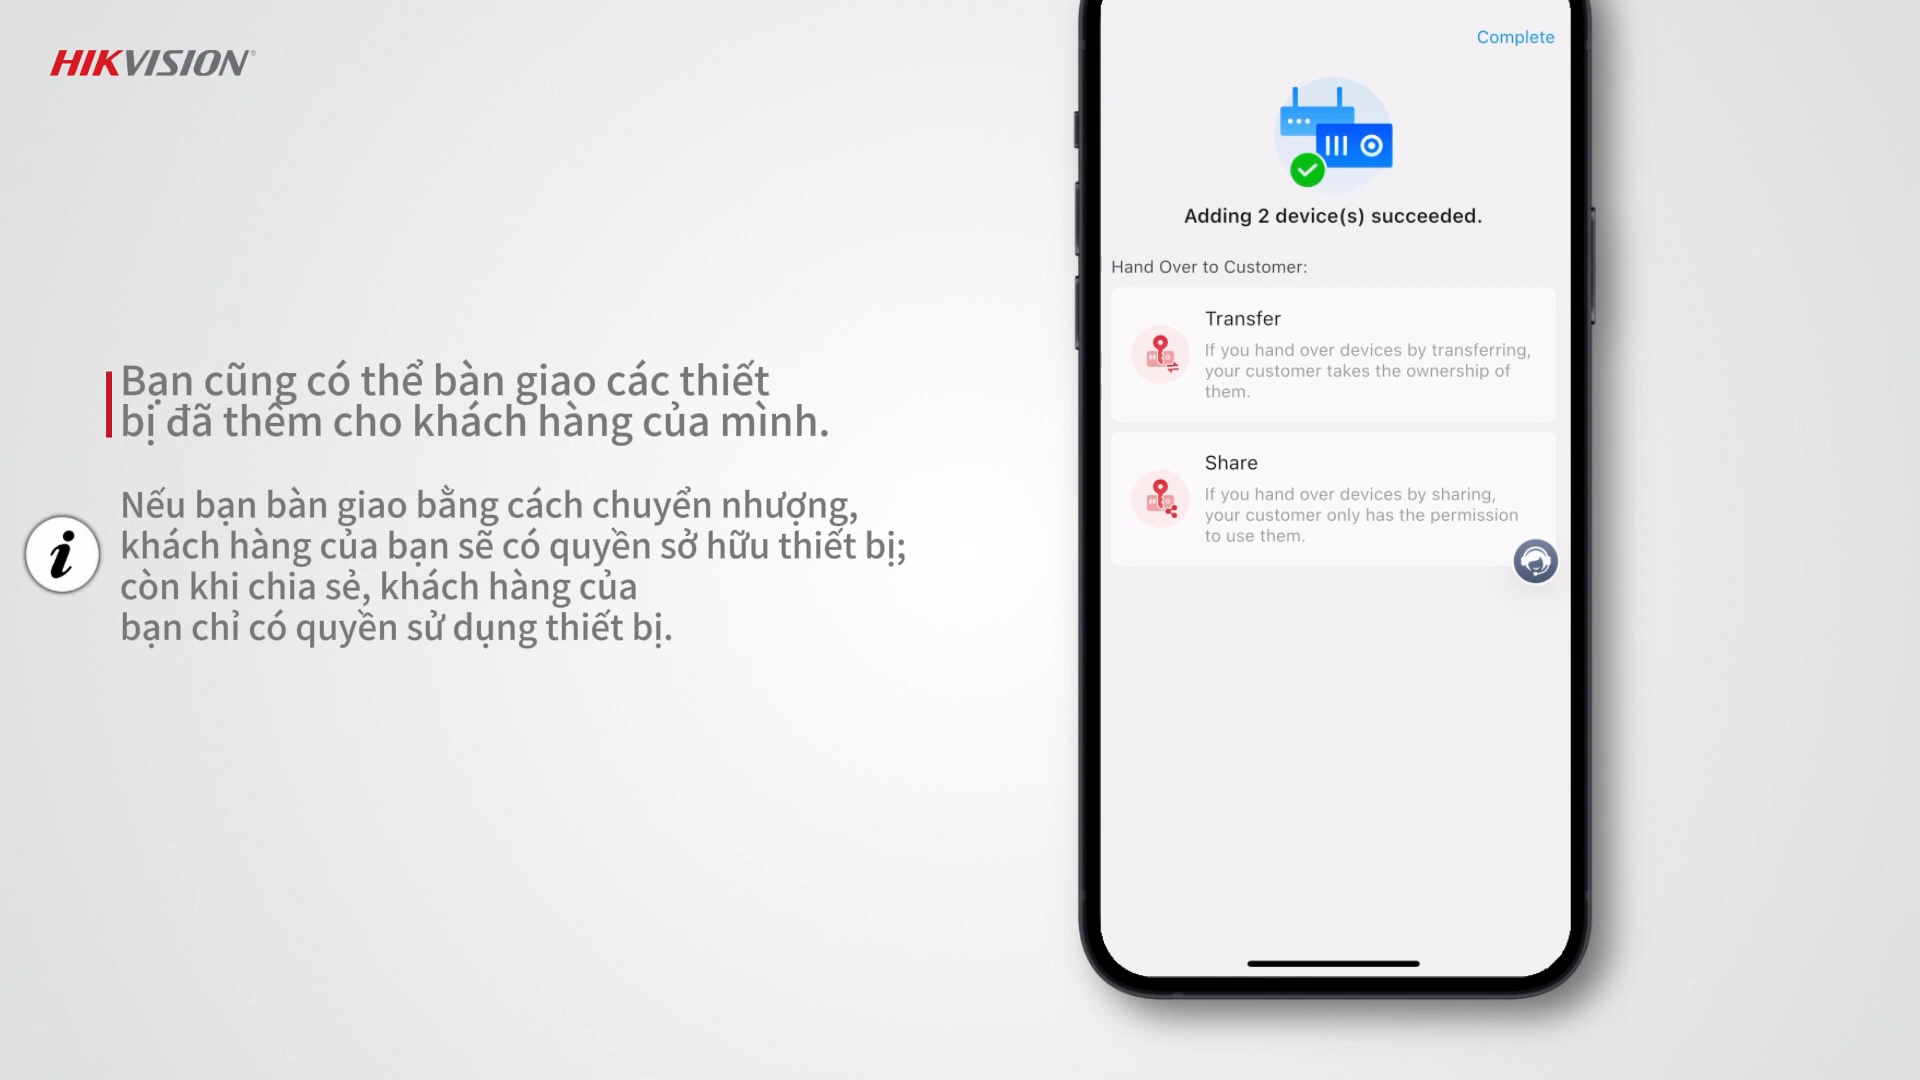 HIKVISION®
Bạn cũng có thể bàn giao các thiết
bị đã thêm cho khách hàng của mình.
Nếu bạn bàn giao bằng cách chuyển nhượng,
khách hàng của bạn sẽ có quyền sở hữu thiết bị;
còn khi chia sẻ, khách hàng của
bạn chỉ có quyền sử dụng thiết bị.
Complete
Adding 2 device(s) succeeded.
Hand Over to Customer:
Transfer
If you hand over devices by transferring,
your customer takes the ownership of
them.
Share
If you hand over devices by sharing,
your customer only has the permission
to use them.